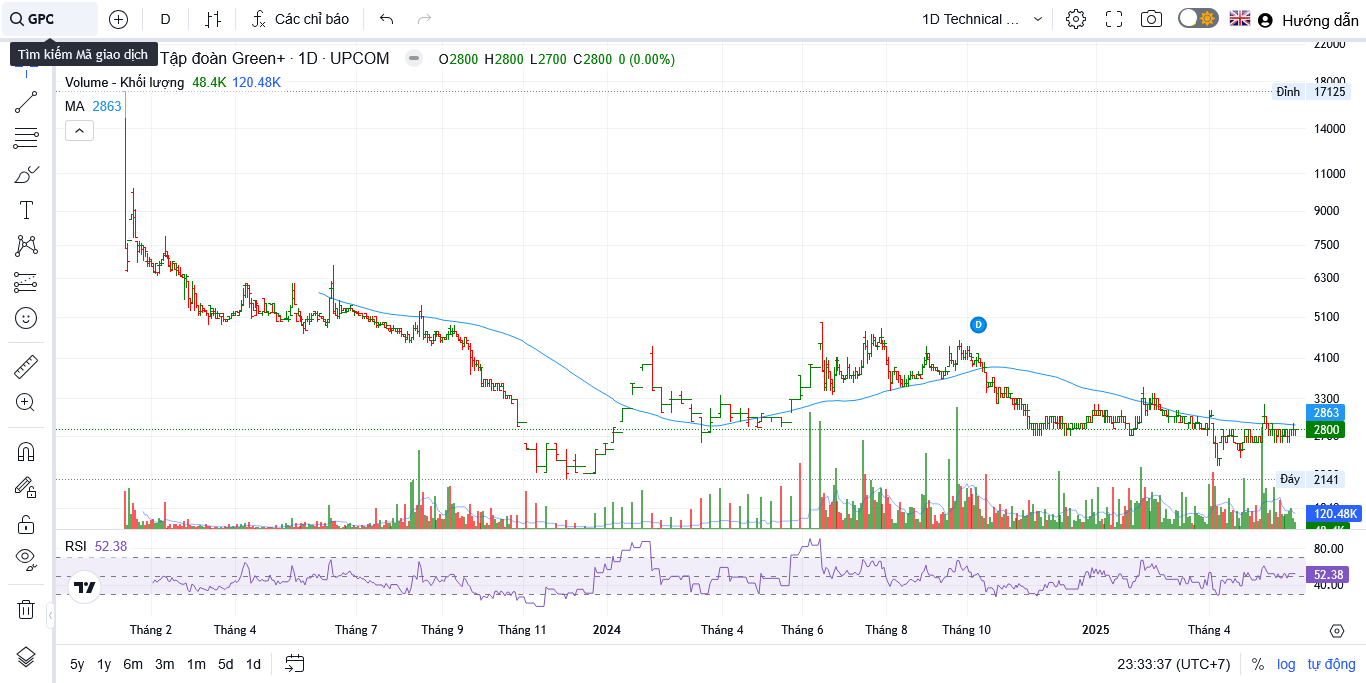 GPC
D
Các chỉ báo
1D Technical ...
Hướng dẫn
Tìm kiếm Mã giao dịch
Tập đoàn Green+ · 1D · UPCOM
O2800 H2800 L2700 C2800 0 (0.00%)
Volume - Khối lượng 48.4K 120.48K
MA 2863
22000
18000
Đỉnh 17125
14000
11000
9000
7500
6300
5100
4100
3300
2863
2800
Đáy 2141
120.48K
D
RSI 52.38
80.00
52.38
40.00
Tháng 2 Tháng 4 Tháng 7 Tháng 9 Tháng 11 2024 Tháng 4 Tháng 6 Tháng 8 Tháng 10 2025 Tháng 4
5y 1y 6m 3m 1m 5d 1d
23:33:37 (UTC+7) % log tự động